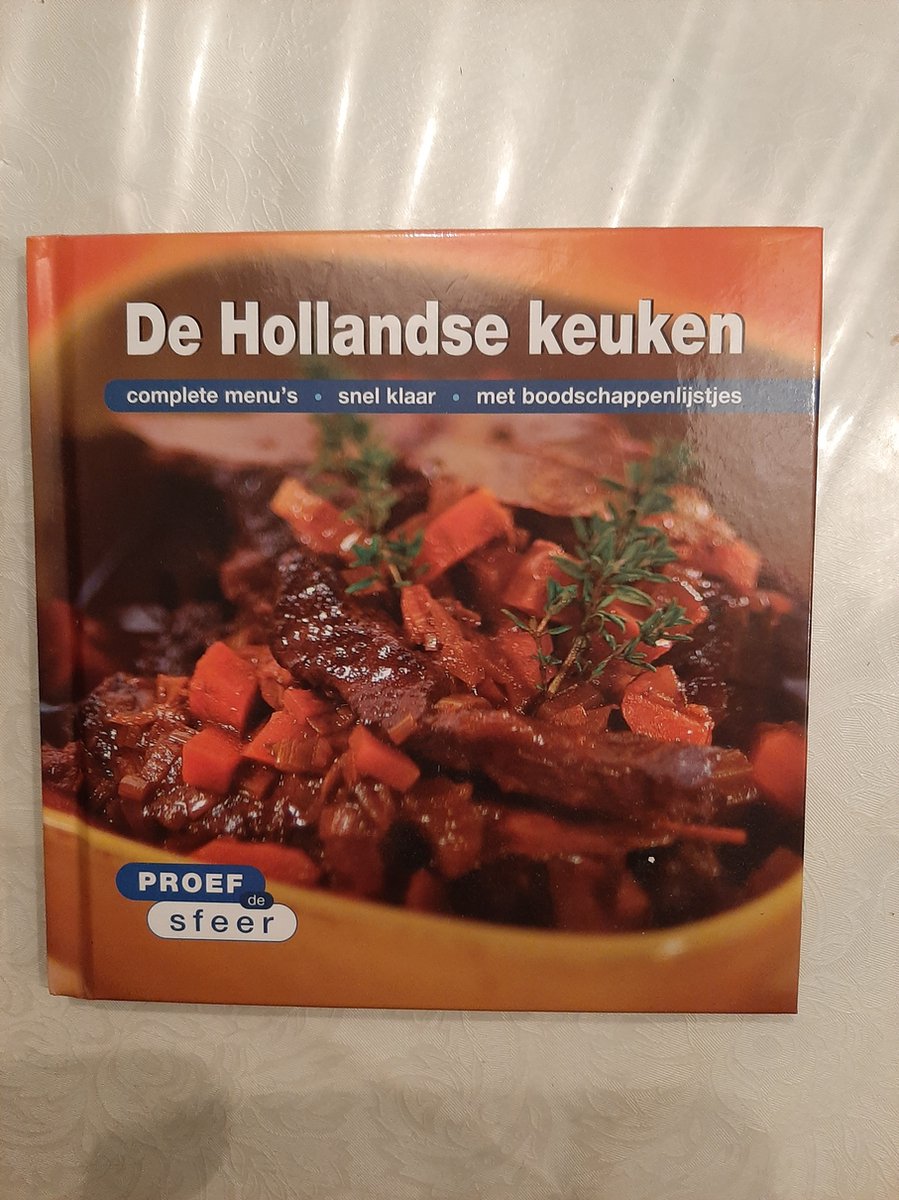 De Hollandse keuken
complete menu's • snel klaar • met boodschappenlijstjes
PROEF
de
sfeer